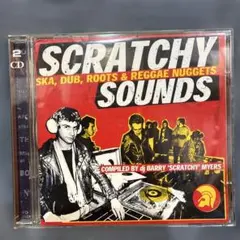 2
CD
SCRATCHY
SKA, DUB, ROOTS & REGGAE NUGGETS
SOUNDS
COMPILED BY dj BARRY 'SCRATCHY' MYERS